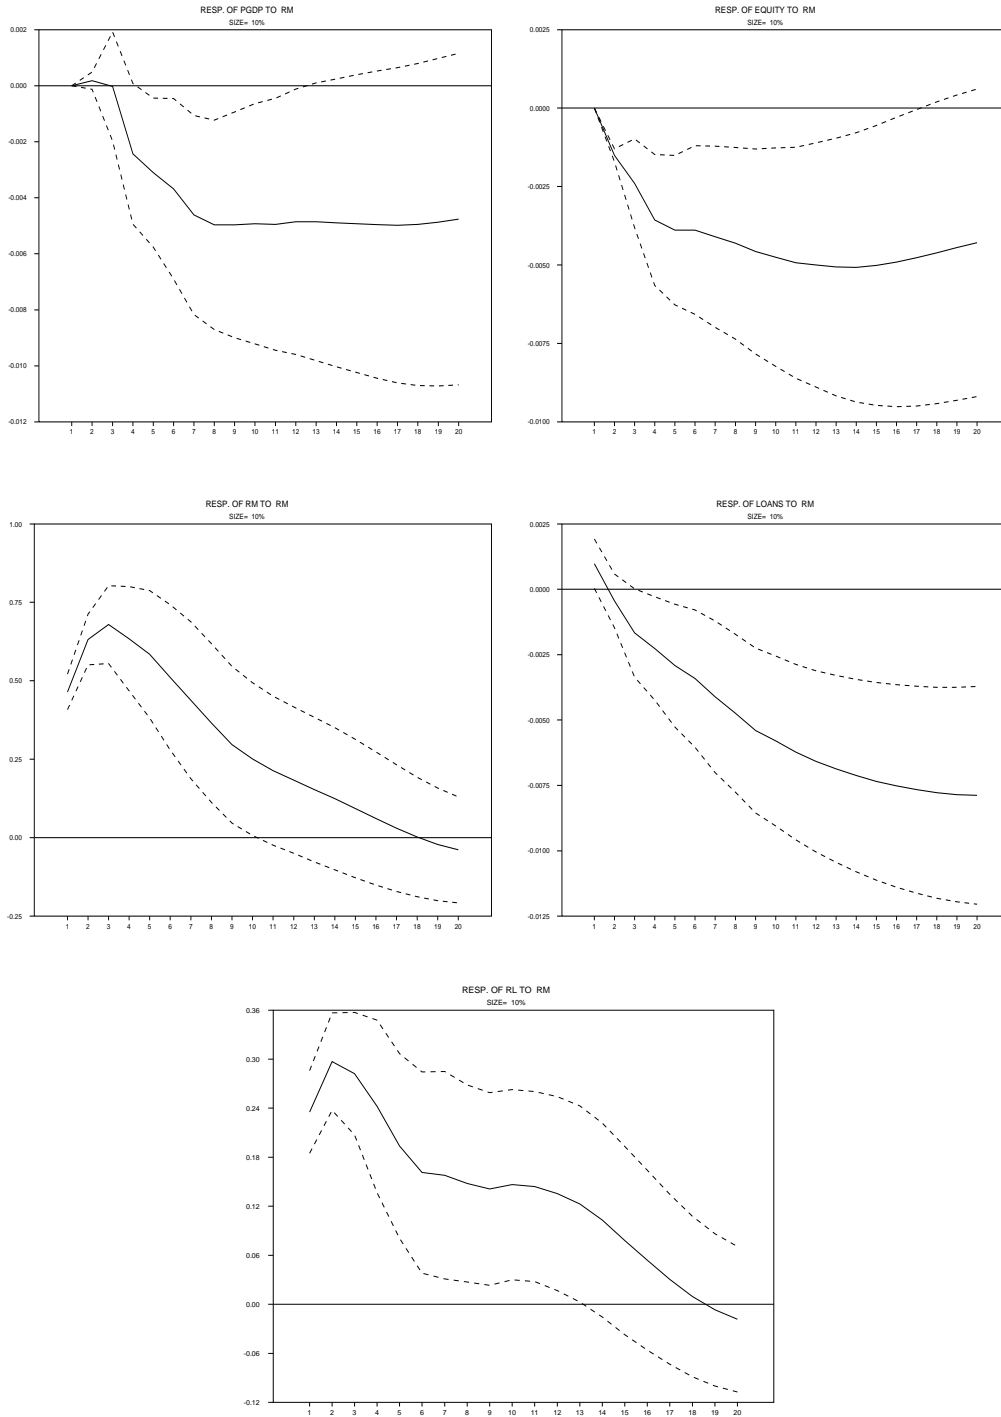 RESP. OF PGDP TO RM
SIZE= 10%
0.002
0.000
-0.002
-0.004
-0.006
-0.008
-0.010
-0.012
1 2 3 4 5 6 7 8 9 10 11 12 13 14 15 16 17 18 19 20
RESP. OF EQUITY TO RM
SIZE= 10%
0.0025
0.0000
-0.0025
-0.0050
-0.0075
-0.0100
1 2 3 4 5 6 7 8 9 10 11 12 13 14 15 16 17 18 19 20
RESP. OF RM TO RM
SIZE= 10%
1.00
0.75
0.50
0.25
0.00
-0.25
1 2 3 4 5 6 7 8 9 10 11 12 13 14 15 16 17 18 19 20
RESP. OF LOANS TO RM
SIZE= 10%
0.0025
0.0000
-0.0025
-0.0050
-0.0075
-0.0100
-0.0125
1 2 3 4 5 6 7 8 9 10 11 12 13 14 15 16 17 18 19 20
RESP. OF RL TO RM
SIZE= 10%
0.36
0.30
0.24
0.18
0.12
0.06
0.00
-0.06
-0.12
1 2 3 4 5 6 7 8 9 10 11 12 13 14 15 16 17 18 19 20